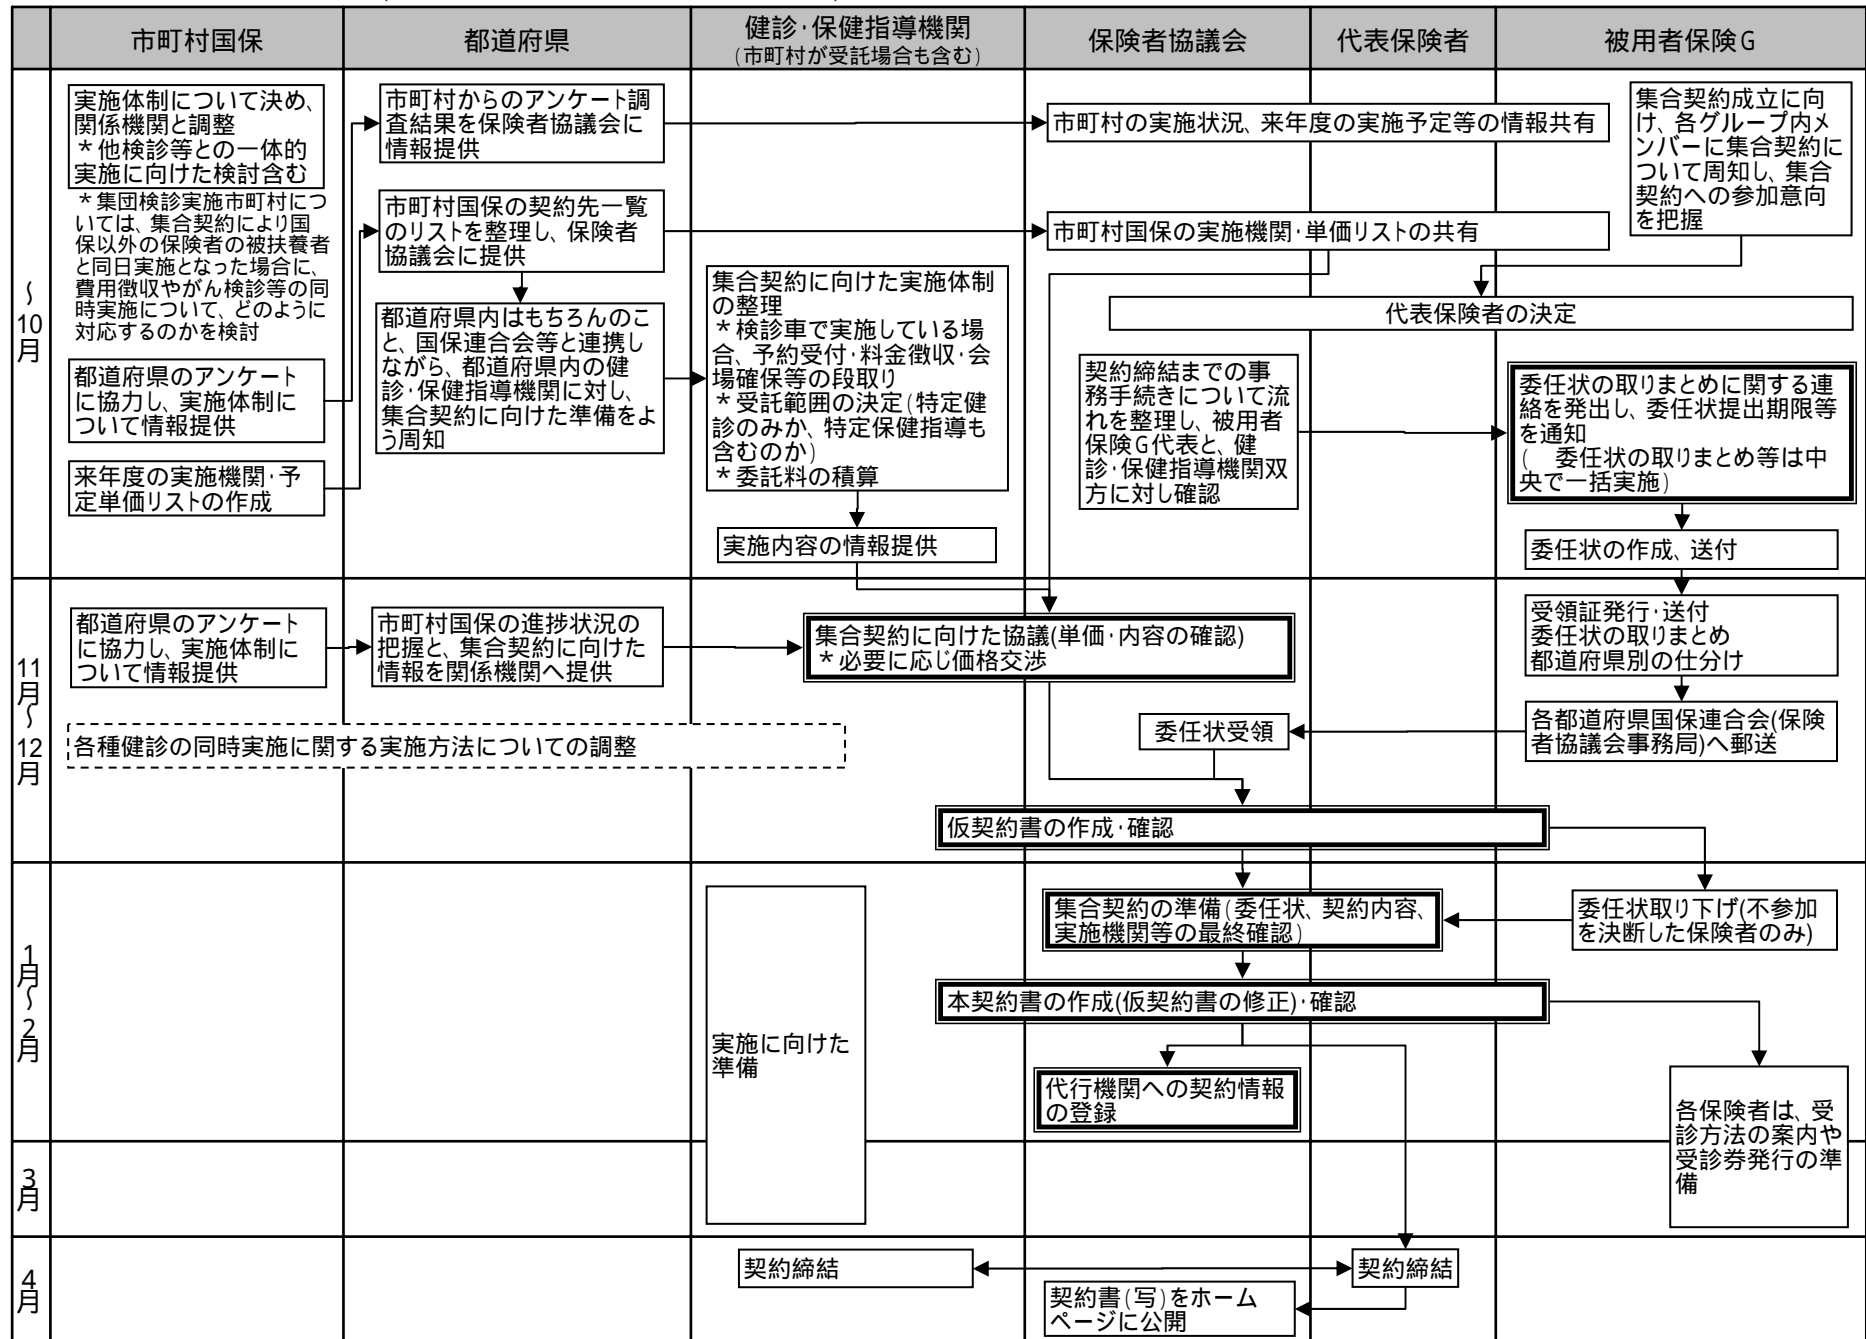 市町村国保
都道府県
健診・保健指導機関
(市町村が受託場合も含む)
保険者協議会
代表保険者
被用者保険G
～10月
実施体制について決め、
関係機関と調整
＊他検診等との一体的
実施に向けた検討含む
＊集団検診実施市町村につ
いては、集合契約により国
保以外の保険者の被扶養者
と同日実施となった場合に、
費用徴収やがん検診等の同
時実施について、どのように
対応するのかを検討
都道府県のアンケート
に協力し、実施体制に
ついて情報提供
来年度の実施機関・予
定単価リストの作成
市町村からのアンケート調
査結果を保険者協議会に
情報提供
市町村国保の契約先一覧
のリストを整理し、保険者
協議会に提供
都道府県内はもちろんのこ
と、国保連合会等と連携し
ながら、都道府県内の健
診・保健指導機関に対し、
集合契約に向けた準備をよ
う周知
集合契約に向けた実施体制
の整理
＊検診車で実施している場
合、予約受付・料金徴収・会
場確保等の段取り
＊受託範囲の決定(特定健
診のみか、特定保健指導も
含むのか)
＊委託料の積算
実施内容の情報提供
市町村の実施状況、来年度の実施予定等の情報共有
市町村国保の実施機関・単価リストの共有
集合契約成立に向
け、各グループ内メ
ンバーに集合契約に
ついて周知し、集合
契約への参加意向
を把握
代表保険者の決定
契約締結までの事
務手続きについて流
れを整理し、被用者
保険G代表と、健
診・保健指導機関双
方に対し確認
委任状の取りまとめに関する連
絡を発出し、委任状提出期限等
を通知
(　委任状の取りまとめ等は中
央で一括実施)
委任状の作成、送付
11月～12月
都道府県のアンケート
に協力し、実施体制に
ついて情報提供
市町村国保の進捗状況の
把握と、集合契約に向けた
情報を関係機関へ提供
集合契約に向けた協議(単価・内容の確認)
＊必要に応じ価格交渉
受領証発行・送付
委任状の取りまとめ
都道府県別の仕分け
各種健診の同時実施に関する実施方法についての調整
委任状受領
各都道府県国保連合会(保険
者協議会事務局)へ郵送
仮契約書の作成・確認
1月～2月
実施に向けた
準備
集合契約の準備(委任状、契約内容、
実施機関等の最終確認)
委任状取り下げ(不参加
を決断した保険者のみ)
本契約書の作成(仮契約書の修正)・確認
代行機関への契約情報
の登録
各保険者は、受
診方法の案内や
受診券発行の準
備
3月
4月
契約締結
契約締結
契約書(写)をホーム
ページに公開